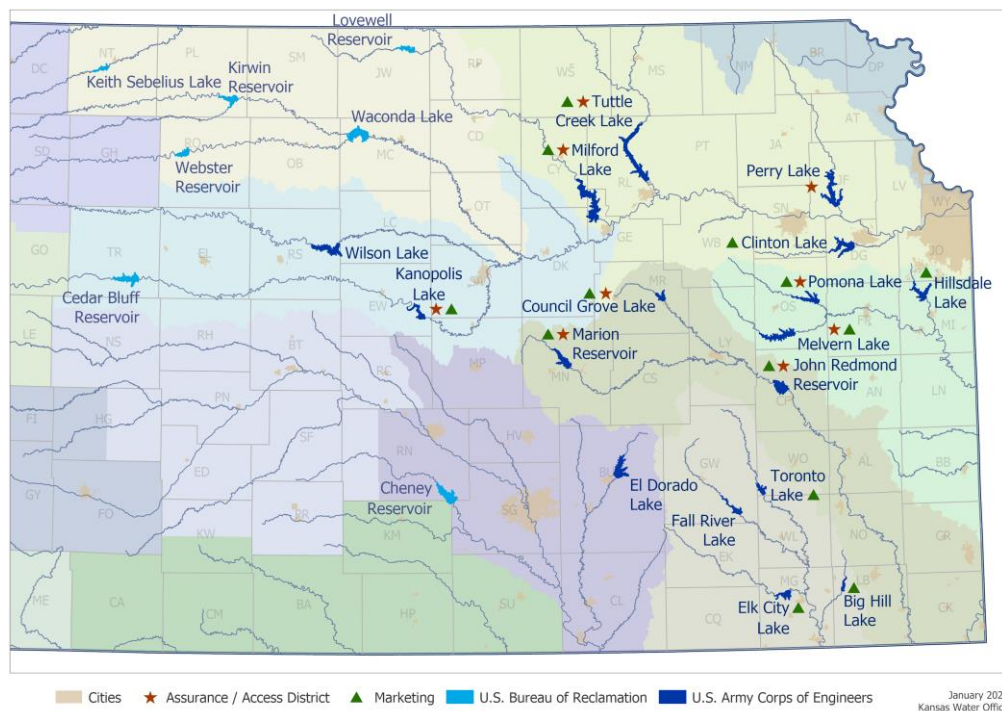 Lovewell
Reservoir
NT
PL
SM
JW
RP
WS
MS
NM
BR
DP
DC
Keith Sebelius Lake
Kirwin
Reservoir
Tuttle
Creek Lake
Waconda Lake
CD
AT
SD
GH
RO
OB
MC
Webster
Reservoir
Milford
Lake
CY
RL
PT
JA
Perry Lake
JF
LV
WY
OT
SN
LC
GO
TR
EL
RS
Wilson Lake
SA
DK
GE
WB
Clinton Lake
DG
JO
Kanopolis
Lake
EW
MR
Cedar Bluff
Reservoir
Council Grove Lake
Pomona Lake
OS
Hillsdale
Lake
FR
MI
LE
NS
RH
BT
RC
MP
Marion
Reservoir
MN
CS
LY
Melvern Lake
John Redmond
Reservoir
CF
AN
LN
FI
HG
PN
SF
RN
HV
BU
GW
WO
AL
BB
GY
FO
ED
PR
Cheney
Reservoir
SG
El Dorado
Lake
Toronto
Lake
Fall River
Lake
KW
KM
EK
WL
NO
GR
ME
CA
CM
BA
HP
SU
CL
CQ
MG
Elk City
Lake
LB
Big Hill
Lake
CK
Cities
Assurance / Access District
Marketing
U.S. Bureau of Reclamation
U.S. Army Corps of Engineers
January
Kansas Water